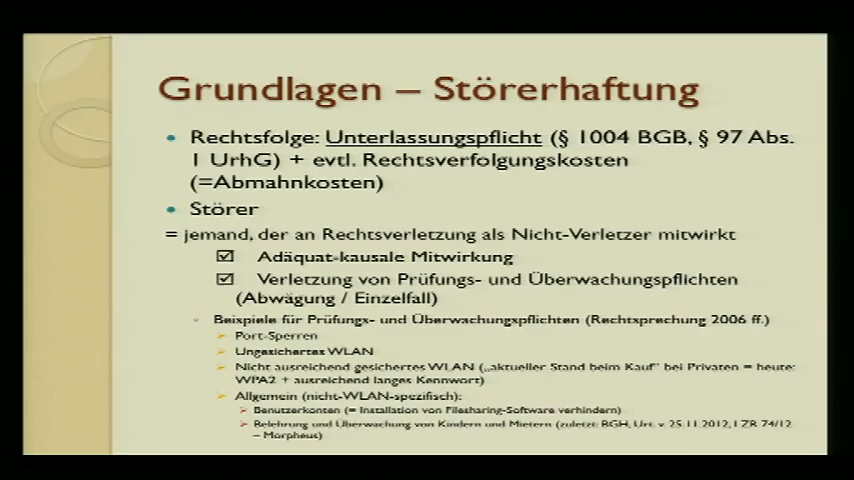 Grundlagen – Störerhaftung
Rechtsfolge: Unterlassungspflicht (§ 1004 BGB, § 97 Abs.
1 UrhG) + evtl. Rechtsverfolgungskosten
(=Abmahnkosten)
Störer
= jemand, der an Rechtsverletzung als Nicht-Verletzer mitwirkt
☑ Adäquat-kausale Mitwirkung
☑ Verletzung von Prüfungs- und Überwachungspflichten
(Abwägung / Einzelfall)
Beispiele für Prüfungs- und Überwachungspflichten (Rechtsprechung 2006 ff.)
Port-Sperren
Ungesichertes WLAN
Nicht ausreichend gesichertes WLAN („aktueller Stand beim Kauf" bei Privaten = heute:
WPA2 + ausreichend langes Kennwort)
Allgemein (nicht-WLAN-spezifisch):
Benutzerkonten (= Installation von Filesharing-Software verhindern)
Belehrung und Überwachung von Kindern und Mietern (zuletzt: BGH, Urt. v. 25.11.2012, I ZR 74/12
– Morpheus)